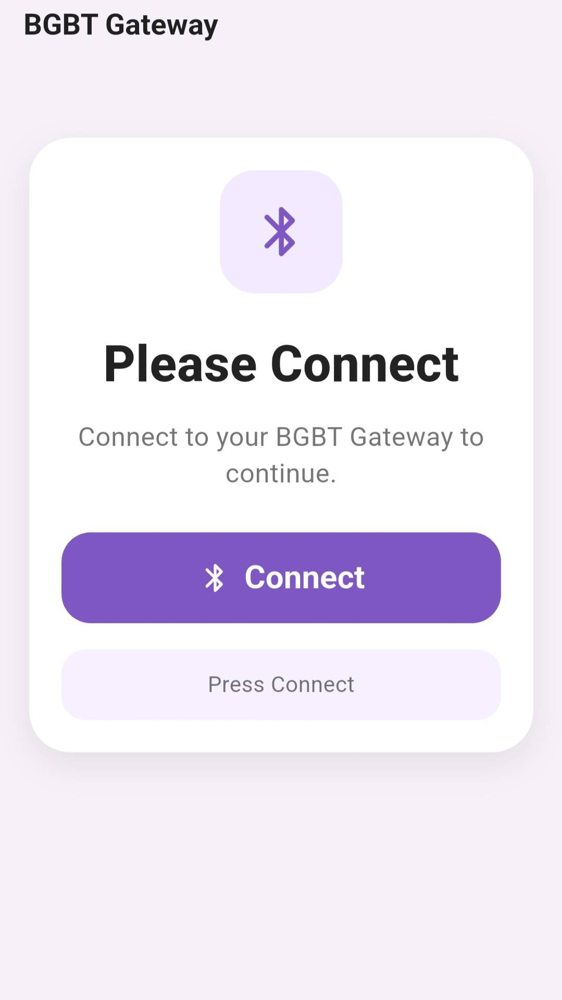 BGBT Gateway
Please Connect
Connect to your BGBT Gateway to
continue.
Connect
Press Connect